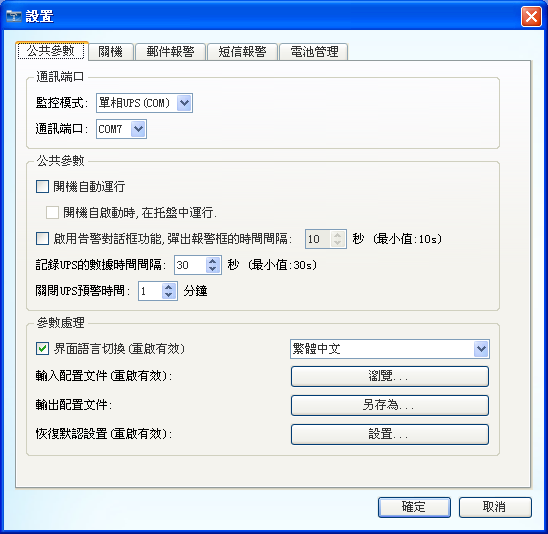 設置
公共參數 關機 郵件報警 短信報警 電池管理
通訊端口
監控模式: 單相UPS(COM)
通訊端口: COM7
公共參數
開機自動運行
開機自啟動時,在托盤中運行.
啟用告警對話框功能,彈出報警框的時間間隔: 10 秒 (最小值:10s)
記錄UPS的數據時間間隔: 30 秒 (最小值:30s)
關閉UPS預警時間: 1 分鐘
參數處理
界面語言切換(重啟有效) 繁體中文
輸入配置文件(重啟有效): 瀏覽...
輸出配置文件: 另存為...
恢復默認設置(重啟有效): 設置...
確定 取消